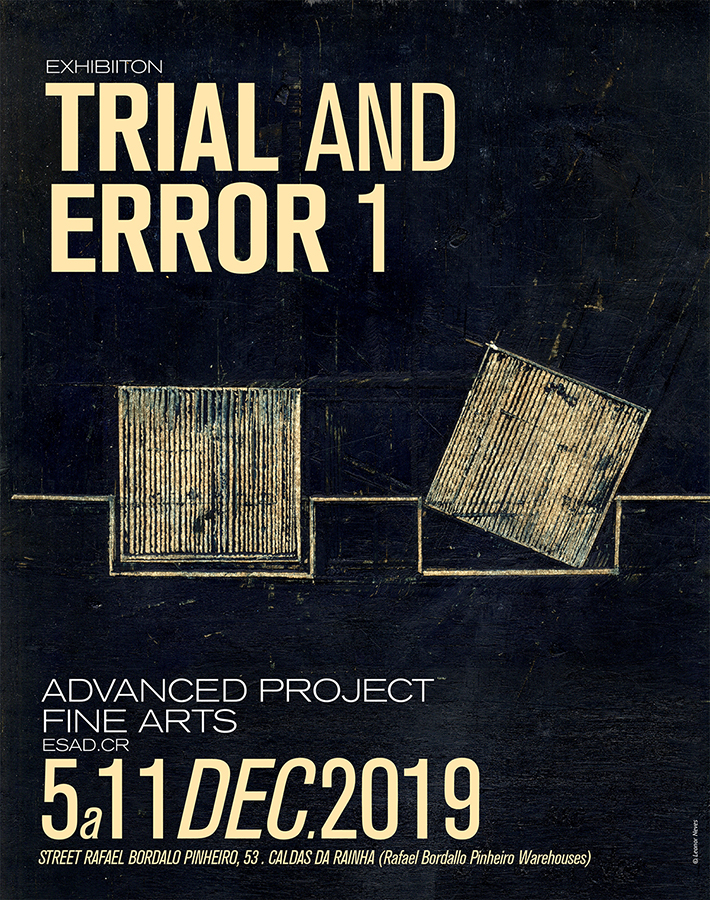 EXHIBIITON
TRIAL AND
ERROR 1
ADVANCED PROJECT
FINE ARTS
ESAD.CR
5a11DEC.2019
STREET RAFAEL BORDALO PINHEIRO, 53 . CALDAS DA RAINHA (Rafael Bordallo Pinheiro Warehouses)
© Leonor Neves